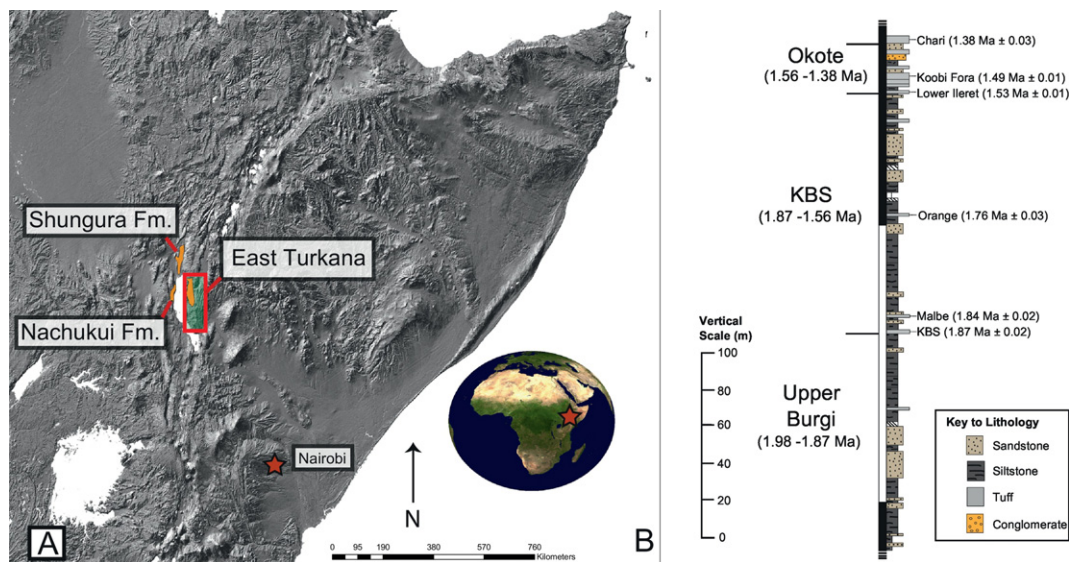 Shungura Fm.
East Turkana
Nachukui Fm.
Nairobi
N
A
0 95 190 380 570 760
Kilometers
B
Okote
(1.56 -1.38 Ma)
KBS
(1.87 -1.56 Ma)
Upper
Burgi
(1.98 -1.87 Ma)
Chari (1.38 Ma ± 0.03)
Koobi Fora (1.49 Ma ± 0.01)
Lower Ileret (1.53 Ma ± 0.01)
Orange (1.76 Ma ± 0.03)
Malbe (1.84 Ma ± 0.02)
KBS (1.87 Ma ± 0.02)
Vertical
Scale (m)
100
80
60
40
20
0
Key to Lithology
Sandstone
Siltstone
Tuff
Conglomerate